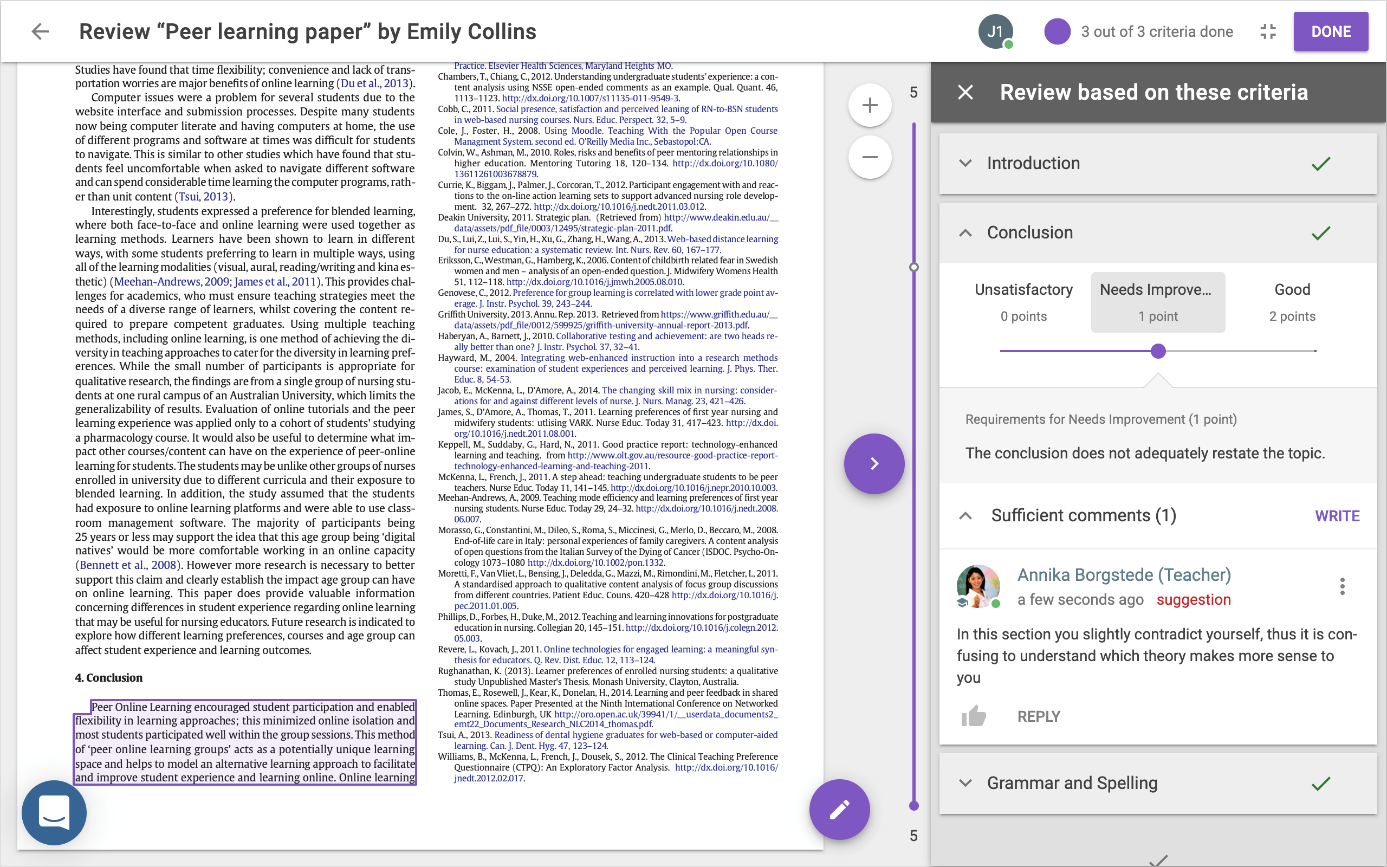 Review “Peer learning paper” by Emily Collins
J1
3 out of 3 criteria done
DONE
Studies have found that time flexibility; convenience and lack of trans-
portation worries are major benefits of online learning (Du et al., 2013).
Computer issues were a problem for several students due to the
website interface and submission processes. Despite many students
now being computer literate and having computers at home, the use
of different programs and software at times was difficult for students
to navigate. This is similar to other studies which have found that stu-
dents feel uncomfortable when asked to navigate different software
and can spend considerable time learning the computer programs, rath-
er than unit content (Tsui, 2013).
Interestingly, students expressed a preference for blended learning,
where both face-to-face and online learning were used together as
learning methods. Learners have been shown to learn in different
ways, with some students preferring to learn in multiple ways, using
all of the learning modalities (visual, aural, reading/writing and kina es-
thetic) (Meehan-Andrews, 2009; James et al., 2011). This provides chal-
lenges for academics, who must ensure teaching strategies meet the
needs of a diverse range of learners, whilst covering the content re-
quired to prepare competent graduates. Using multiple teaching
methods, including online learning, is one method of achieving the di-
versity in teaching approaches to cater for the diversity in learning pref-
erences. While the small number of participants is appropriate for
qualitative research, the findings are from a single group of nursing stu-
dents at one rural campus of an Australian University, which limits the
generalizability of results. Evaluation of online tutorials and the peer
learning experience was applied only to a cohort of students' studying
a pharmacology course. It would also be useful to determine what im-
pact other courses/content can have on the experience of peer-online
learning for students. The students may be unlike other groups of nurses
enrolled in university due to different curricula and their exposure to
blended learning. In addition, the study assumed that the students
had exposure to online learning platforms and were able to use class-
room management software. The majority of participants being
25 years or less may support the idea that this age group being 'digital
natives' would be more comfortable working in an online capacity
(Bennett et al., 2008). However more research is necessary to better
support this claim and clearly establish the impact age group can have
on online learning. This paper does provide valuable information
concerning differences in student experience regarding online learning
that may be useful for nursing educators. Future research is indicated to
explore how different learning preferences, courses and age group can
affect student experience and learning outcomes.
4. Conclusion
Peer Online Learning encouraged student participation and enabled
flexibility in learning approaches; this minimized online isolation and
most students participated well within the group sessions. This method
of 'peer online learning groups' acts as a potentially unique learning
space and helps to model an alternative learning approach to facilitate
and improve student experience and learning online. Online learning
Practice. Elsevier Health Sciences, Maryland Heights MO.
Chambers, T., Chiang, C., 2012. Understanding undergraduate students' experience: a con-
tent analysis using NSSE open-ended comments as an example. Qual. Quant. 46,
1113–1123. http://dx.doi.org/10.1007/s11135-011-9549-3.
Cobb, C., 2011. Social presence, satisfaction and perceived leaning of RN-to-BSN students
in web-based nursing courses. Nurs. Educ. Perspect. 32, 5–9.
Cole, J., Foster, H., 2008. Using Moodle. Teaching With the Popular Open Course
Managment System. second ed. O'Reilly Media Inc., Sebastopol:CA.
Colvin, W., Ashman, M., 2010. Roles, risks and benefits of peer mentoring relationships in
higher education. Mentoring Tutoring 18, 120–134. http://dx.doi.org/10.1080/
13611261003678879.
Currie, K., Biggam, J., Palmer, J., Corcoran, T., 2012. Participant engagement with and reac-
tions to the on-line action learning sets to support advanced nursing role develop-
ment. 32, 267–272. http://dx.doi.org/10.1016/j.nedt.2011.03.012.
Deakin University, 2011. Strategic plan. (Retrieved from) http://www.deakin.edu.au/__
data/assets/pdf_file/0003/12495/strategic-plan-2011.pdf.
Du, S., Lui, Z., Lui, S., Yin, H., Xu, G., Zhang, H., Wang, A., 2013. Web-based distance learning
for nurse education: a systematic review. Int. Nurs. Rev. 60, 167–177.
Eriksson, C., Westman, G., Hamberg, K., 2006. Content of childbirth related fear in Swedish
women and men – analysis of an open-ended question. J. Midwifery Womens Health
51, 112–118. http://dx.doi.org/10.1016/j.jmwh.2005.08.010.
Genovese, C., 2012. Preference for group learning is correlated with lower grade point av-
erage. J. Instr. Psychol. 39, 243–244.
Griffith University, 2013. Annu. Rep. 2013. Retrieved from https://www.griffith.edu.au/__
data/assets/pdf_file/0012/599925/griffith-university-annual-report-2013.pdf.
Haberyan, A., Barnett, J., 2010. Collaborative testing and achievement: are two heads re-
ally better than one? J. Instr. Psychol. 37, 32–41.
Hayward, M., 2004. Integrating web-enhanced instruction into a research methods
course: examination of student experiences and perceived learning. J. Phys. Ther.
Educ. 8, 54-53.
Jacob, E., McKenna, L., D'Amore, A., 2014. The changing skill mix in nursing: consider-
ations for and against different levels of nurse. J. Nurs. Manag. 23, 421–426.
James, S., D'Amore, A., Thomas, T., 2011. Learning preferences of first year nursing and
midwifery students: utlising VARK. Nurse Educ. Today 31, 417–423. http://dx.doi.
org/10.1016/j.nedt.2011.08.001.
Keppell, M., Suddaby, G., Hard, N., 2011. Good practice report: technology-enhanced
learning and teaching. from http://www.olt.gov.au/resource-good-practice-report-
technology-enhanced-learning-and-teaching-2011.
McKenna, L., French, J., 2011. A step ahead; teaching undergraduate students to be peer
teachers. Nurse Educ. Today 11, 141–145. http://dx.doi.org/10.1016/j.nepr.2010.10.003.
Meehan-Andrews, A., 2009. Teaching mode efficiency and learning preferences of first year
nursing students. Nurse Educ. Today 29, 24–32. http://dx.doi.org/10.1016/j.nedt.2008.
06.007.
Morasso, G., Constantini, M., Dileo, S., Roma, S., Miccinesi, G., Merlo, D., Beccaro, M., 2008.
End-of-life care in Italy: personal experiences of family caregivers. A content analysis
of open questions from the Italian Survey of the Dying of Cancer (ISDOC. Psycho-On-
cology 1073–1080 http://dx.doi.org/10.1002/pon.1332.
Moretti, F., Van Vliet, L., Bensing, J., Deledda, G., Mazzi, M., Rimondini, M., Fletcher, I., 2011.
A standardised approach to qualitative content analysis of focus group discussions
from different countries. Patient Educ. Couns. 420–428 http://dx.doi.org/10.1016/j.
pec.2011.01.005.
Phillips, D., Forbes, H., Duke, M., 2012. Teaching and learning innovations for postgraduate
education in nursing. Collegian 20, 145–151. http://dx.doi.org/10.1016/j.colegn.2012.
05.003.
Revere, L., Kovach, J., 2011. Online technologies for engaged learning: a meaningful syn-
thesis for educators. Q. Rev. Dist. Educ. 12, 113–124.
Rughanathan, K. (2013). Learner preferences of enrolled nursing students: a qualitative
study Unpublished Master's Thesis. Monash University, Clayton, Australia.
Thomas, E., Rosewell, J., Kear, K., Donelan, H., 2014. Learning and peer feedback in shared
online spaces. Paper Presented at the Ninth International Conference on Networked
Learning. Edinburgh, UK http://oro.open.ac.uk/39941/1/__userdata_documents2_
emt22_Documents_Research_NLC2014_thomas.pdf.
Tsui, A., 2013. Readiness of dental hygiene graduates for web-based or computer-aided
learning. Can. J. Dent. Hyg. 47, 123–124.
Williams, B., McKenna, L., French, J., Dousek, S., 2012. The Clinical Teaching Preference
Questionnaire (CTPQ): An Exploratory Factor Analysis. http://dx.doi.org/10.1016/
jnedt.2012.02.017.
5
5
Review based on these criteria
Introduction
Conclusion
Unsatisfactory
0 points
Needs Improve...
1 point
Good
2 points
Requirements for Needs Improvement (1 point)
The conclusion does not adequately restate the topic.
Sufficient comments (1)
WRITE
Annika Borgstede (Teacher)
a few seconds ago suggestion
In this section you slightly contradict yourself, thus it is con-
fusing to understand which theory makes more sense to
you
REPLY
Grammar and Spelling